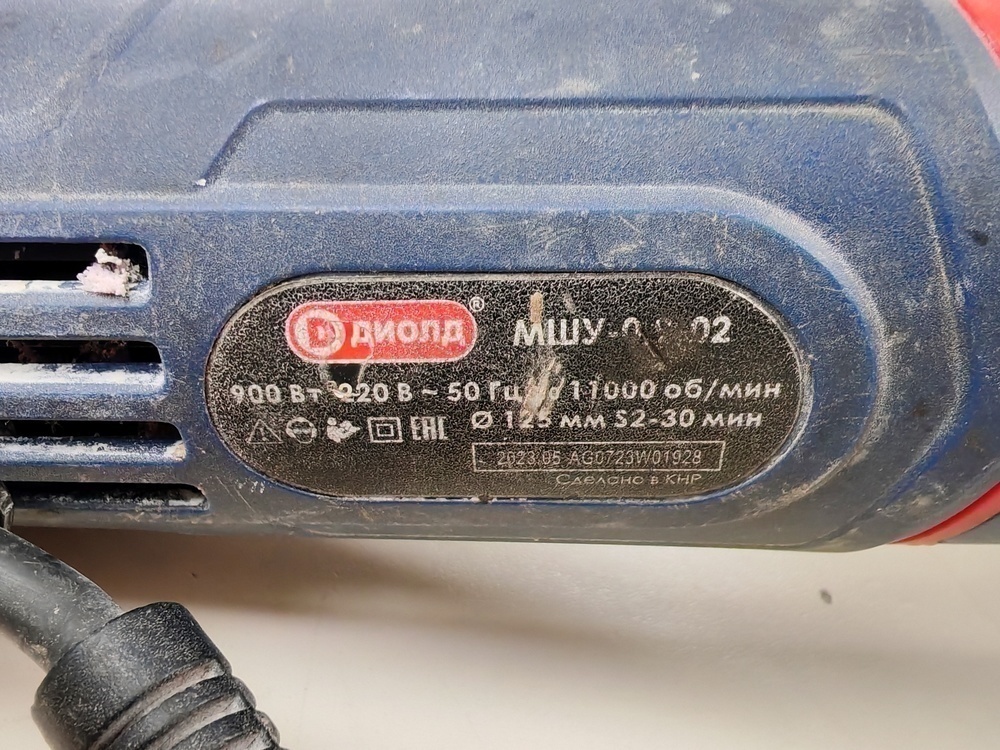 ДИОЛД ®
900 Вт 220 В ~ 50 Гц 11000 об/мин
Ø 125 мм S2-30 мин
EAC
2023.05 AG0723W01928
Сделано в КНР